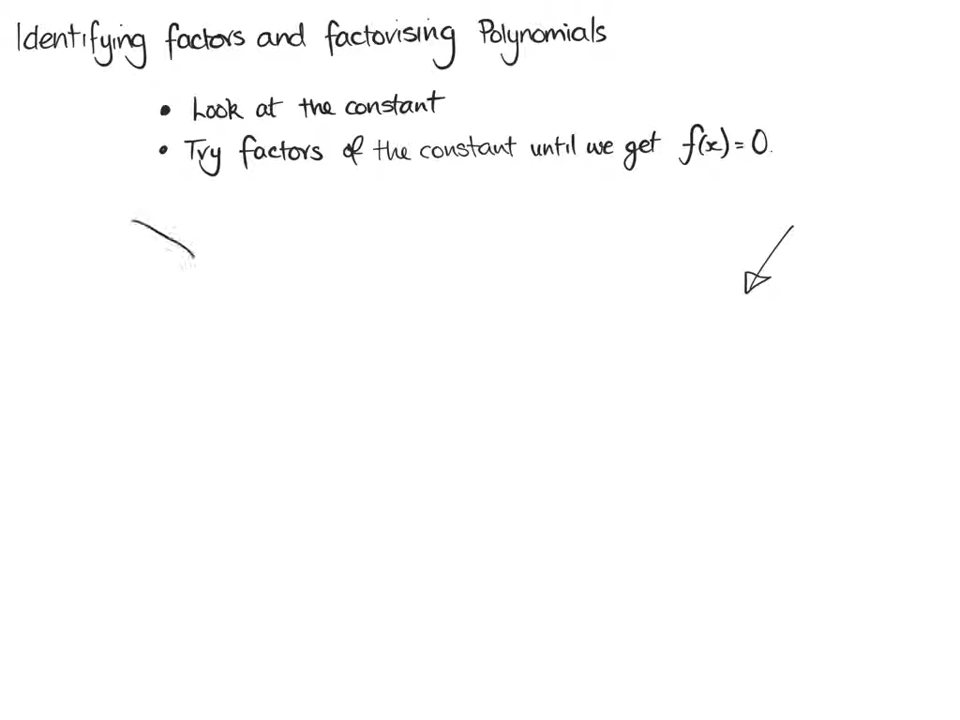 Identifying factors and factorising Polynomials
• Look at the constant
• Try factors of the constant until we get f(x) = 0.